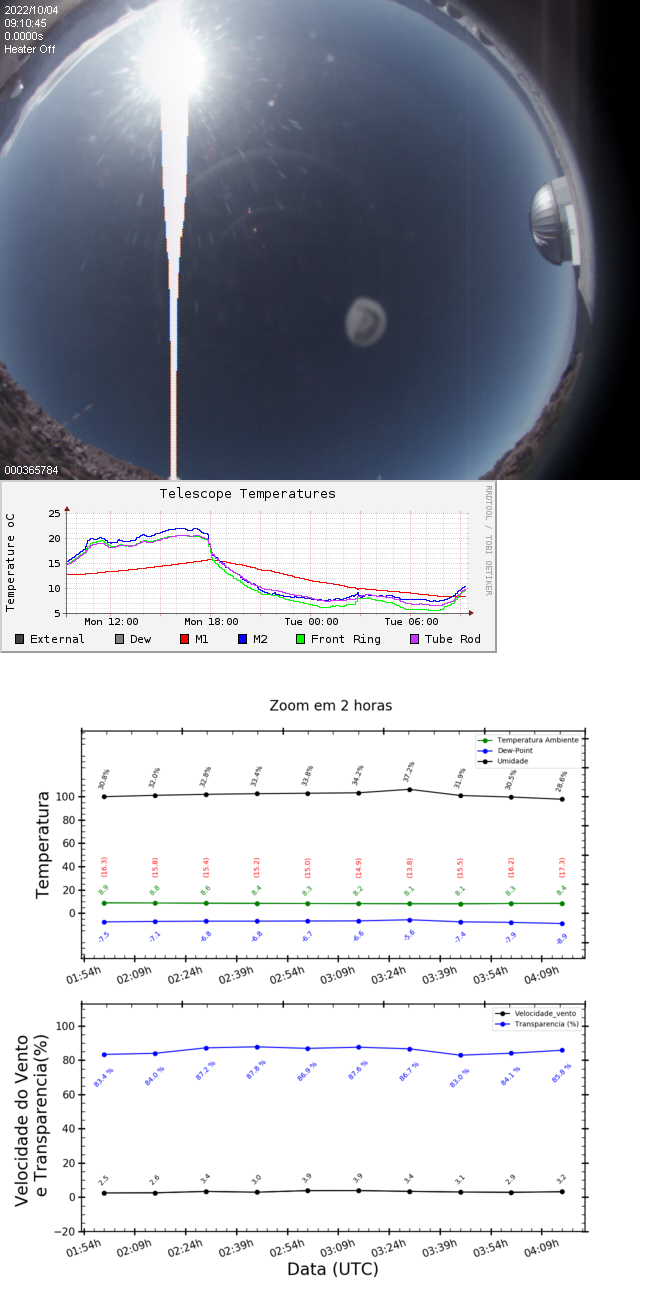 2022/10/04
09:10:45
0.0000s
Heater Off
000365784
Telescope Temperatures
RRDTOOL / TOBI OETIKER
Temperature oC
25
20
15
10
5
Mon 12:00 Mon 18:00 Tue 00:00 Tue 06:00
External Dew M1 M2 Front Ring Tube Rod
Zoom em 2 horas
Temperatura Ambiente
Dew-Point
Umidade
Temperatura
30.8% 32.0% 32.8% 33.4% 33.8% 34.2% 37.2% 31.9% 30.5% 28.6%
100
80
60
40
20
0
(16.3) (15.8) (15.4) (15.2) (15.0) (14.9) (13.8) (15.5) (16.2) (17.3)
8.9 8.8 8.6 8.4 8.3 8.2 8.1 8.1 8.3 8.4
-7.5 -7.1 -6.8 -6.8 -6.7 -6.6 -5.6 -7.4 -7.9 -8.9
01:54h 02:09h 02:24h 02:39h 02:54h 03:09h 03:24h 03:39h 03:54h 04:09h
Velocidade_vento
Transparencia (%)
Velocidade do Vento
e Transparencia(%)
100
80
60
40
20
0
−20
83.4 % 84.0 % 87.2 % 87.8 % 86.9 % 87.6 % 86.7 % 83.0 % 84.1 % 85.8 %
2.5 2.6 3.4 3.0 3.9 3.9 3.4 3.1 2.9 3.2
01:54h 02:09h 02:24h 02:39h 02:54h 03:09h 03:24h 03:39h 03:54h 04:09h
Data (UTC)